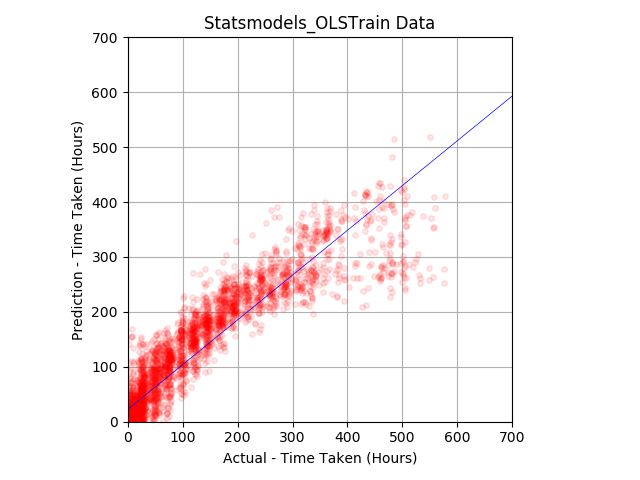 Statsmodels_OLSTrain Data
700
600
500
400
300
200
100
0
Prediction - Time Taken (Hours)
0 100 200 300 400 500 600 700
Actual - Time Taken (Hours)